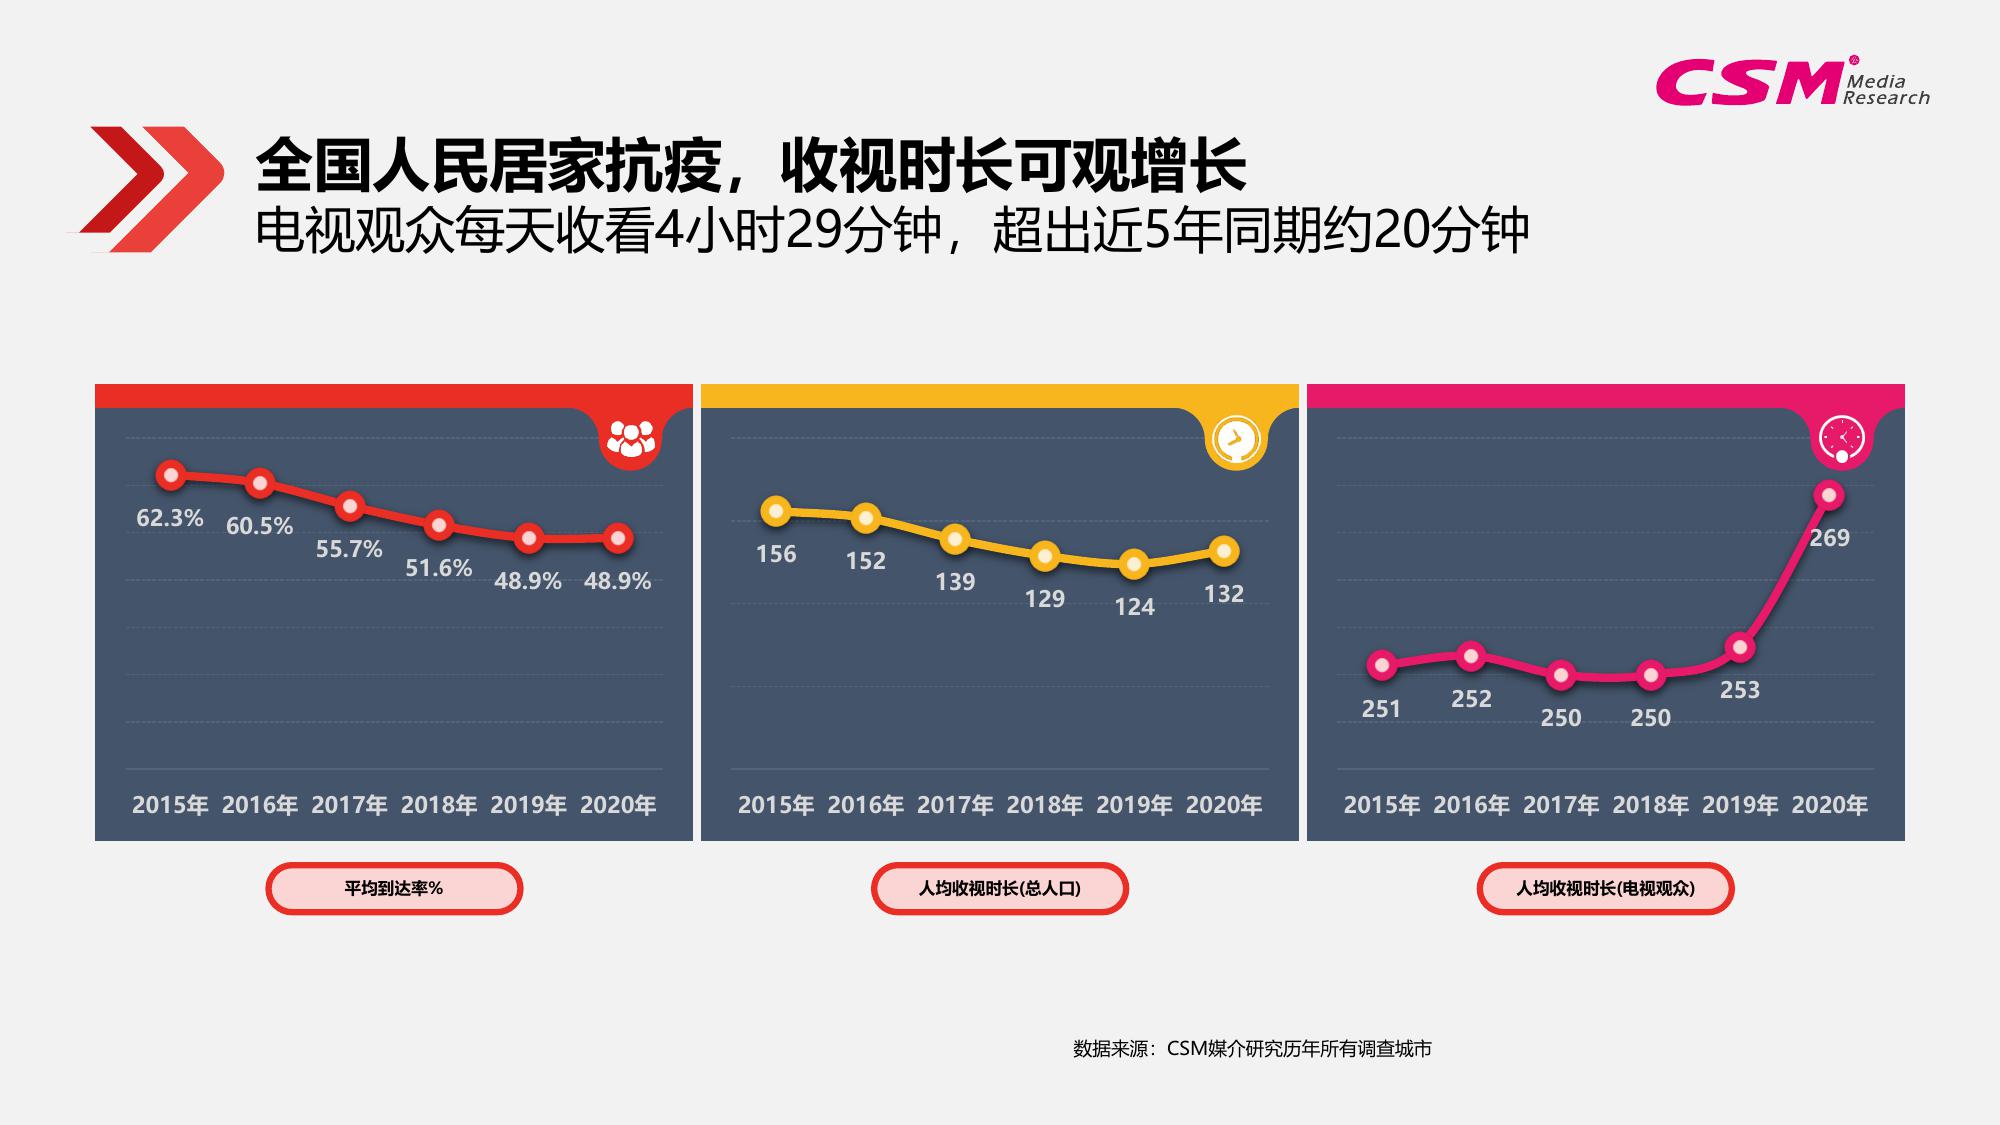 CSM Media
Research
全国人民居家抗疫，收视时长可观增长
电视观众每天收看4小时29分钟，超出近5年同期约20分钟
62.3% 60.5% 55.7% 51.6% 48.9% 48.9%
2015年 2016年 2017年 2018年 2019年 2020年
平均到达率%
156 152 139 129 124 132
2015年 2016年 2017年 2018年 2019年 2020年
人均收视时长(总人口)
251 252 250 250 253 269
2015年 2016年 2017年 2018年 2019年 2020年
人均收视时长(电视观众)
数据来源：CSM媒介研究历年所有调查城市